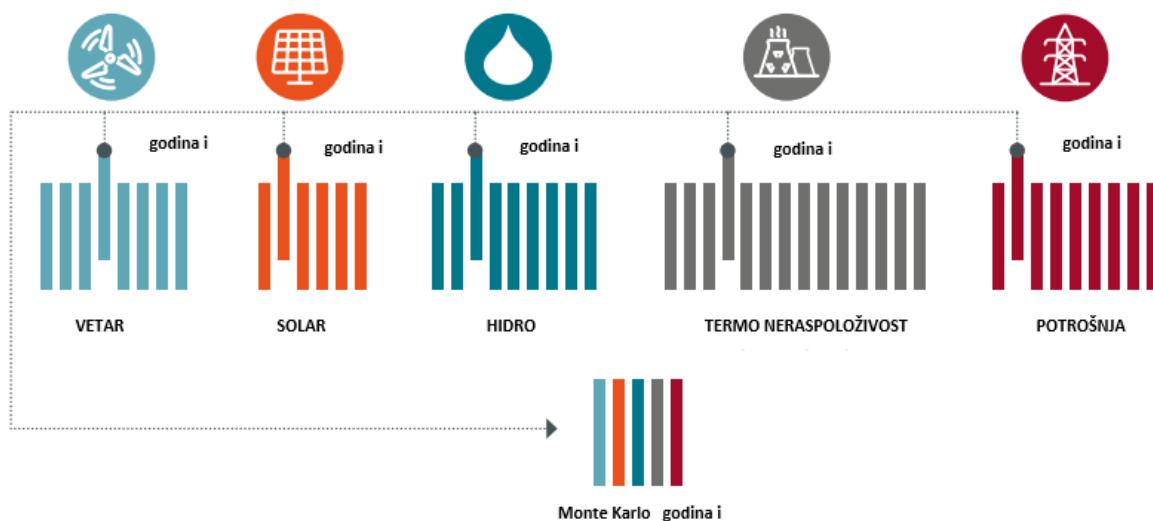 godina i
godina i
godina i
godina i
godina i
VETAR
SOLAR
HIDRO
TERMO NERASPOLOŽIVOST
POTROŠNJA
Monte Karlo godina i